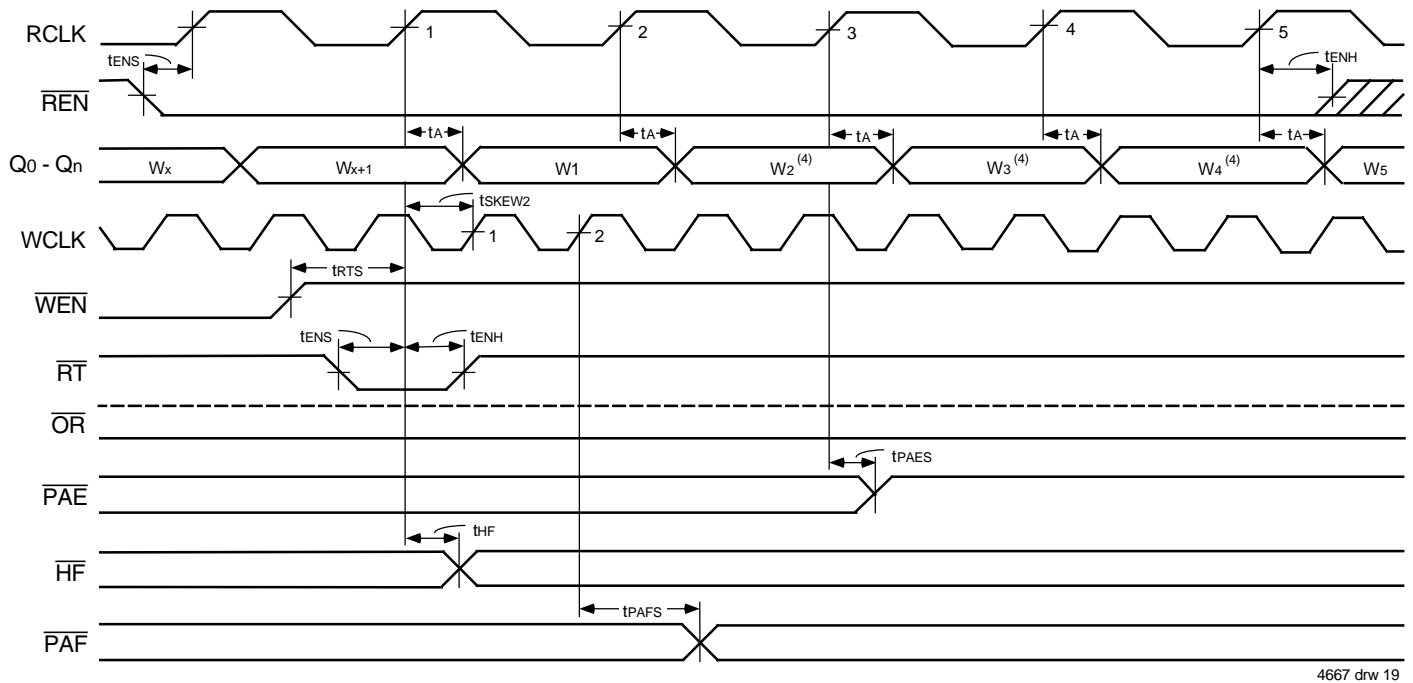 RCLK 1 2 3 4 5
tENS tENH
REN
tA tA tA tA tA
Q0 - Qn Wx Wx+1 W1 W2 (4) W3 (4) W4 (4) W5
tSKEW2
WCLK 1 2
tRTS
WEN
tENS tENH
RT
OR
tPAES
PAE
tHF
HF
tPAFS
PAF
4667 drw 19